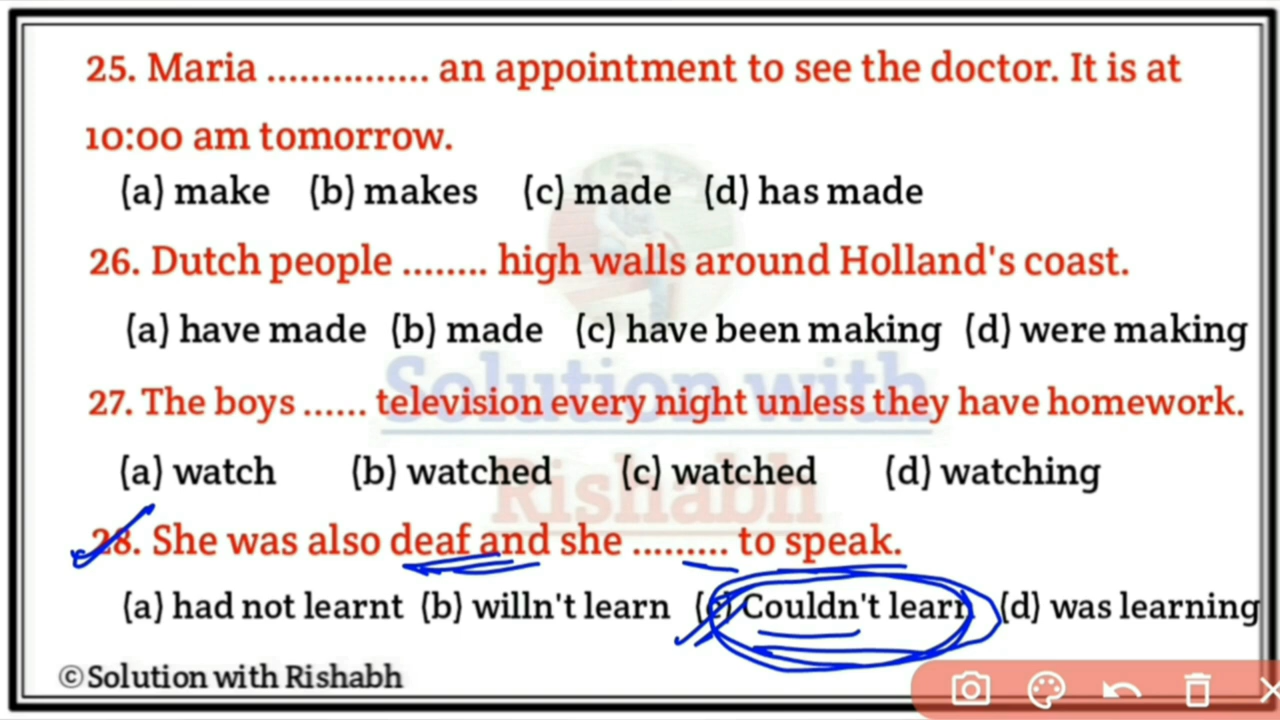 25. Maria ............... an appointment to see the doctor. It is at
10:00 am tomorrow.
(a) make (b) makes (c) made (d) has made
26. Dutch people ........ high walls around Holland's coast.
(a) have made (b) made (c) have been making (d) were making
Solution with
27. The boys ...... television every night unless they have homework.
(a) watch (b) watched (c) watched (d) watching
Rishabh
28. She was also deaf and she ......... to speak.
(a) had not learnt (b) willn't learn (c) Couldn't learn (d) was learning
©Solution with Rishabh